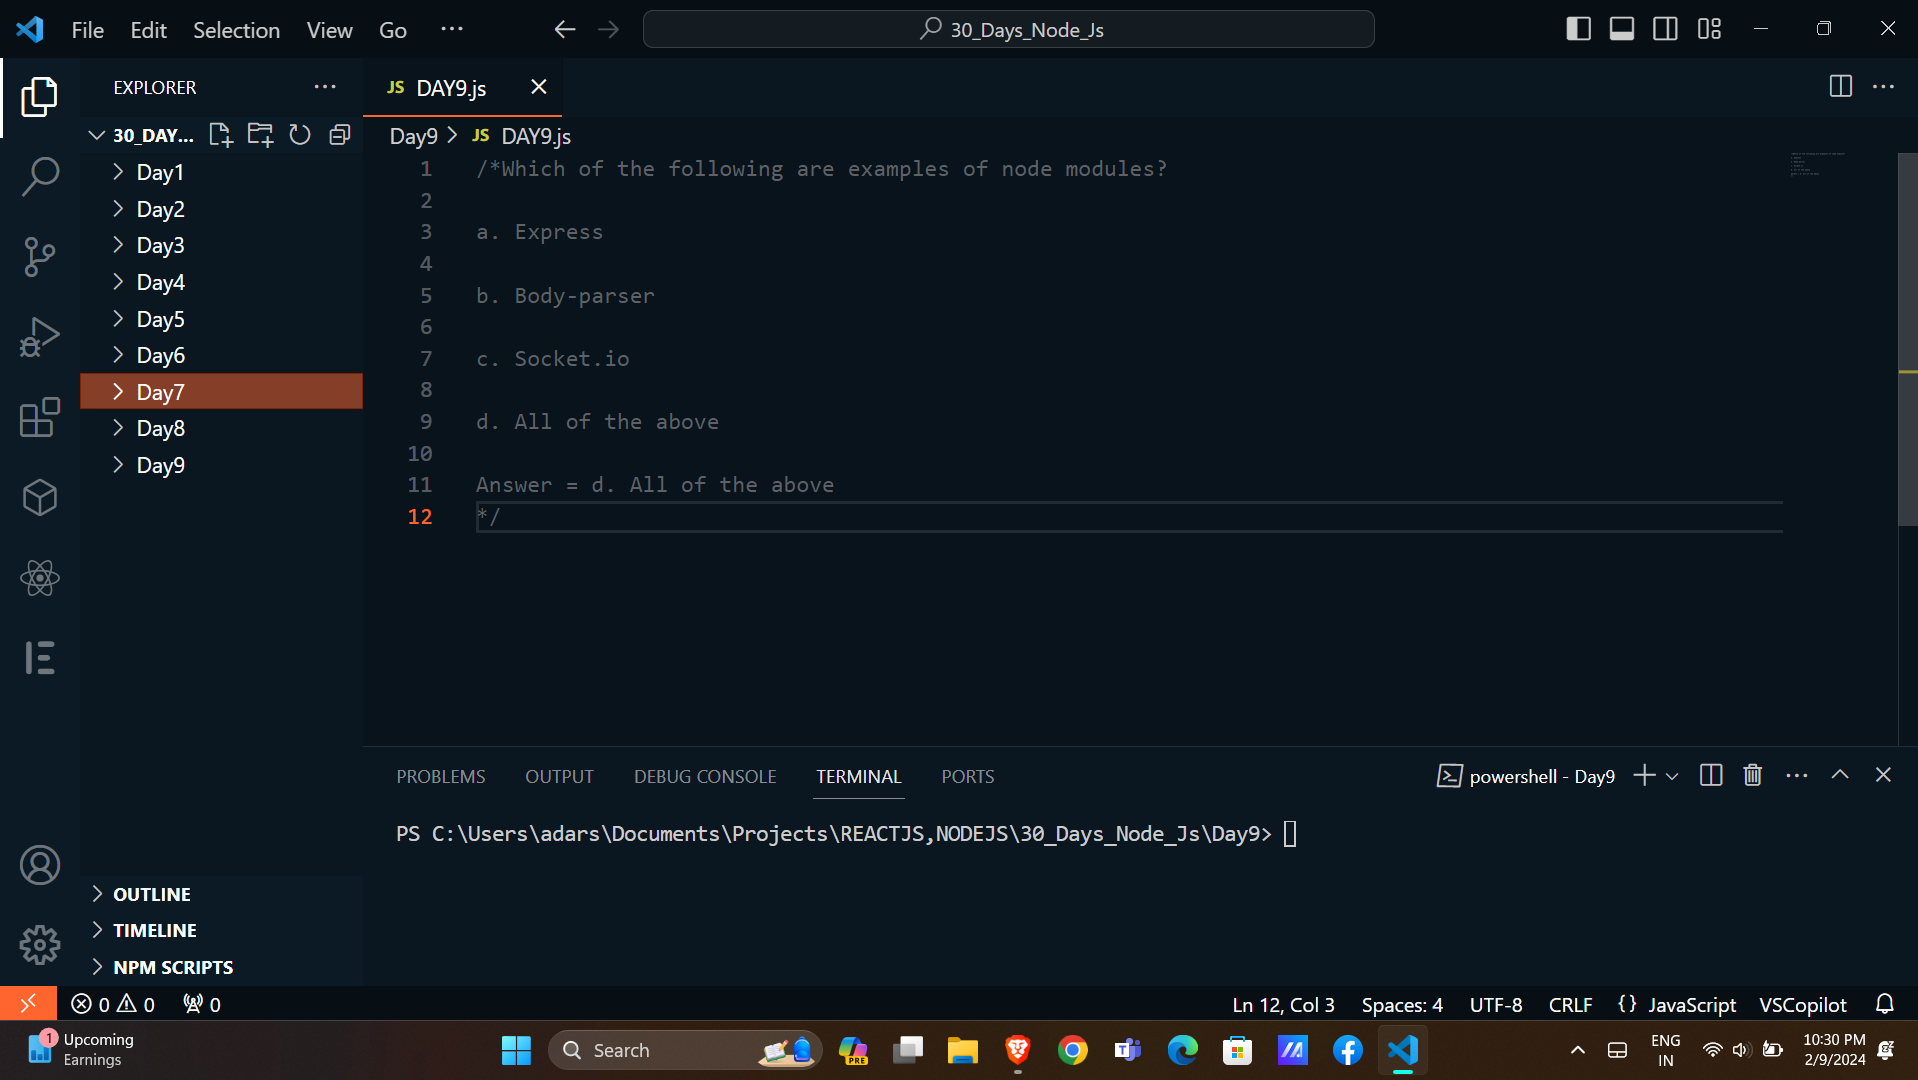 File Edit Selection View Go ···
30_Days_Node_Js
EXPLORER
30_DAY...
Day1
Day2
Day3
Day4
Day5
Day6
Day7
Day8
Day9
OUTLINE
TIMELINE
NPM SCRIPTS
JS DAY9.js
Day9 > JS DAY9.js
1 /*Which of the following are examples of node modules?
2
3 a. Express
4
5 b. Body-parser
6
7 c. Socket.io
8
9 d. All of the above
10
11 Answer = d. All of the above
12 */
PROBLEMS OUTPUT DEBUG CONSOLE TERMINAL PORTS
powershell - Day9
PS C:\Users\adars\Documents\Projects\REACTJS,NODEJS\30_Days_Node_Js\Day9>
0 0 0
Ln 12, Col 3 Spaces: 4 UTF-8 CRLF {} JavaScript VSCopilot
1
Upcoming
Earnings
Search
PRE
ENG
IN
10:30 PM
2/9/2024